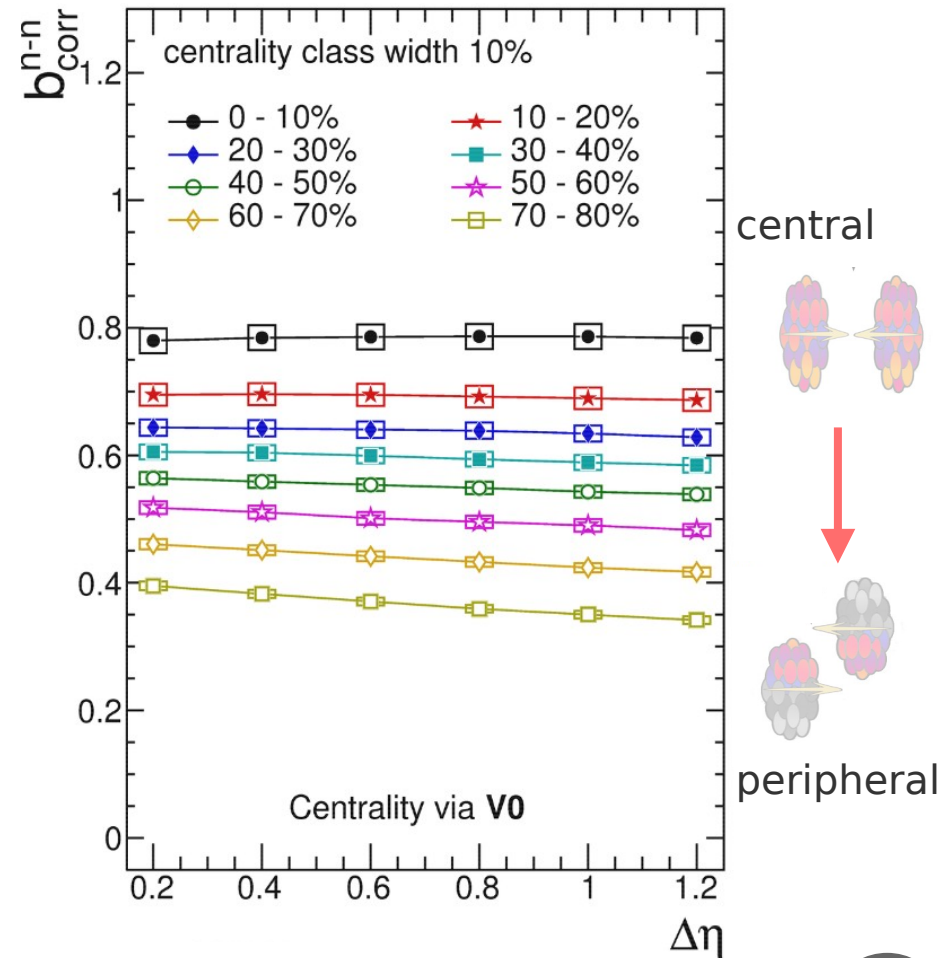 b^{n-n}_{corr}
centrality class width 10%
0 - 10%
10 - 20%
20 - 30%
30 - 40%
40 - 50%
50 - 60%
60 - 70%
70 - 80%
1.2
1
0.8
0.6
0.4
0.2
0
Centrality via V0
0.2 0.4 0.6 0.8 1 1.2
Δη
central
peripheral